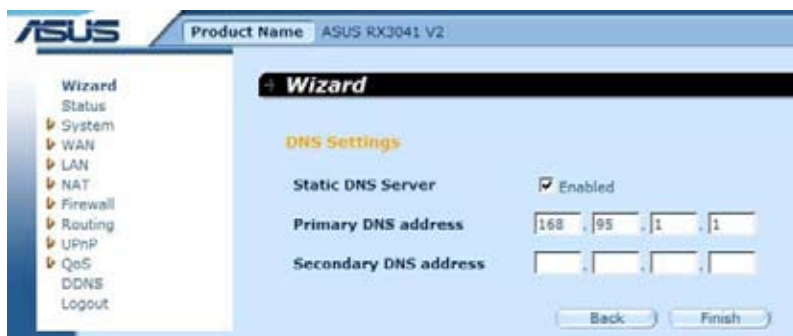 ASUS
Product Name ASUS RX3041 V2
Wizard
Status
System
WAN
LAN
NAT
Firewall
Routing
UPnP
QoS
DDNS
Logout
Wizard
DNS Settings
Static DNS Server Enabled
Primary DNS address 168 . 95 . 1 . 1
Secondary DNS address . . .
Back Finish